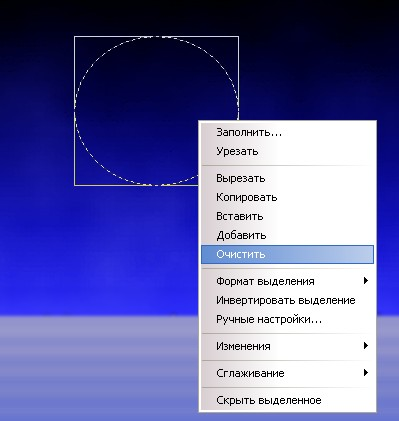 Заполнить...
Урезать
Вырезать
Копировать
Вставить
Добавить
Очистить
Формат выделения
Инвертировать выделение
Ручные настройки...
Изменения
Сглаживание
Скрыть выделенное